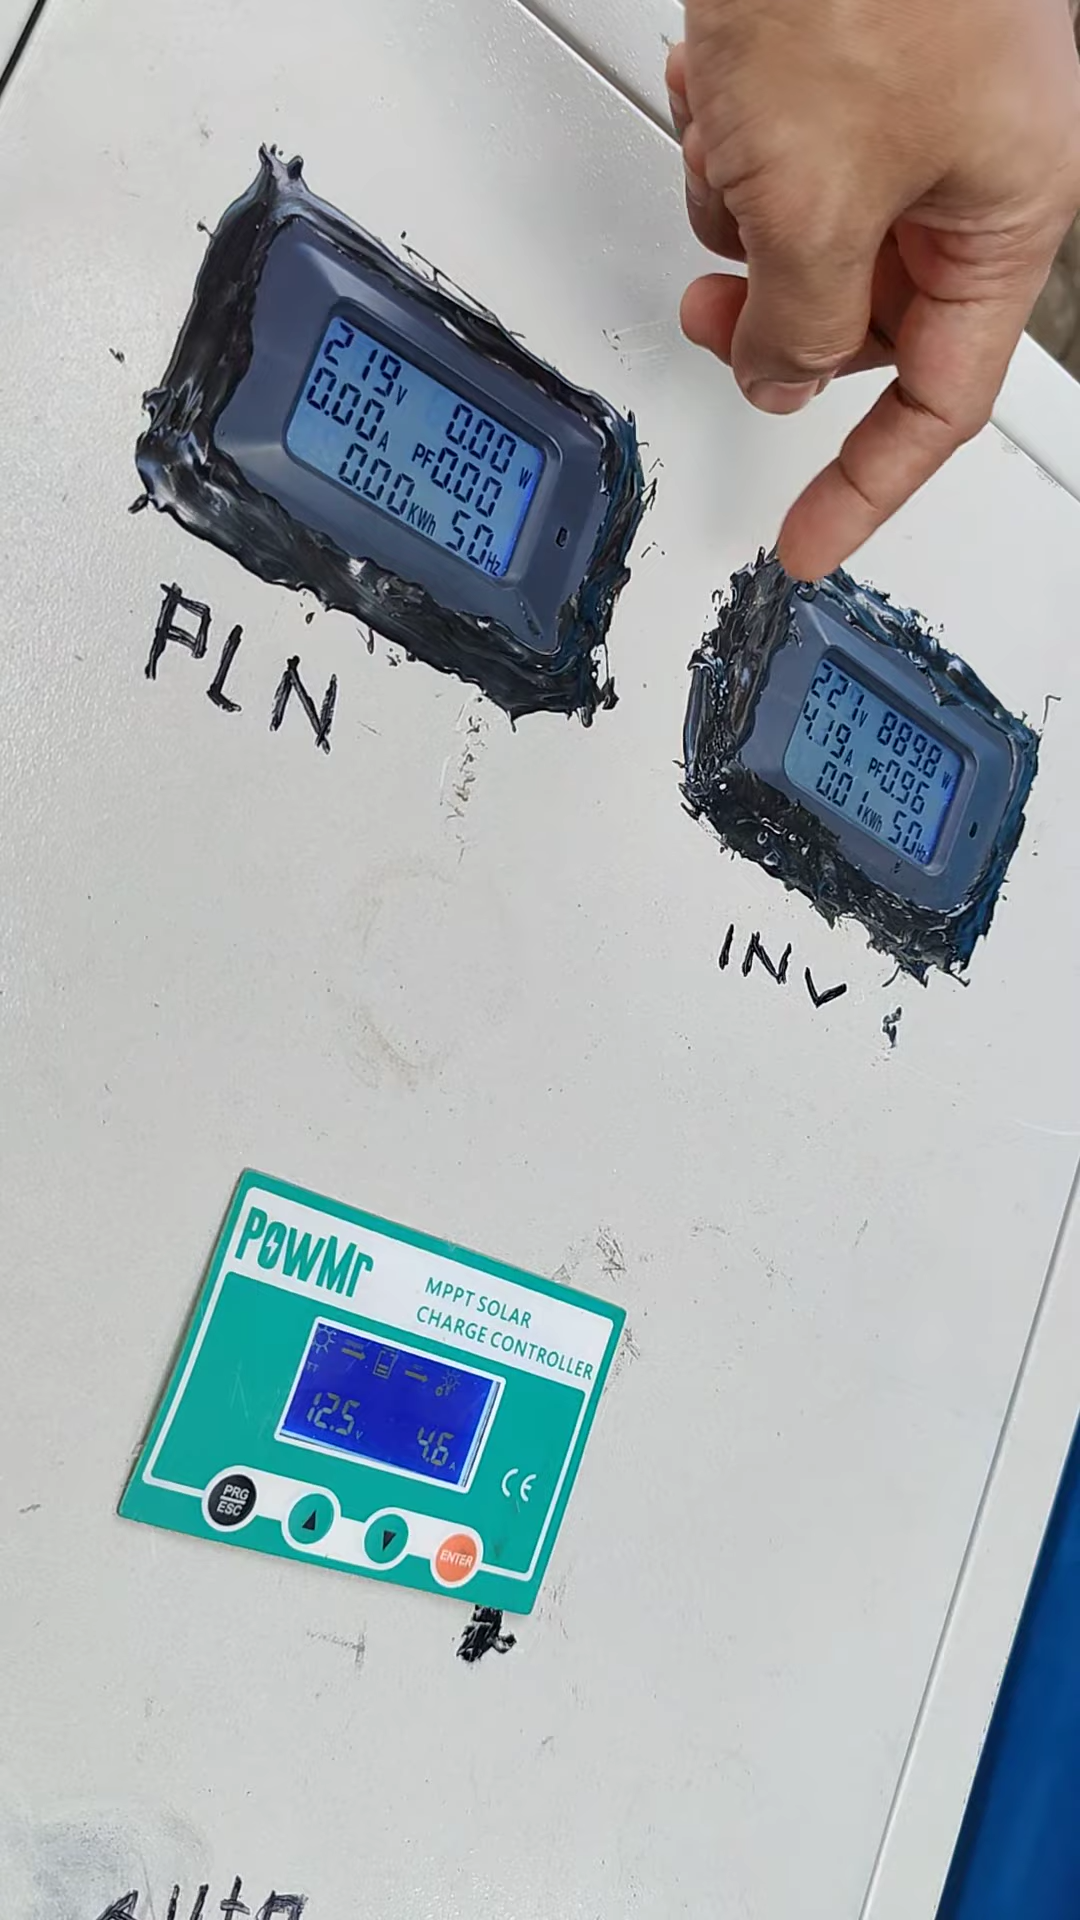 219V 0.00W
0.00A PF0.00
0.00KWh 50Hz
PLN
221V 889.8W
4.19A PF0.96
0.01KWh 50Hz
INV
PowMr
MPPT SOLAR
CHARGE CONTROLLER
12.5V 4.6A
CE
PRG
ESC
ENTER
Auto